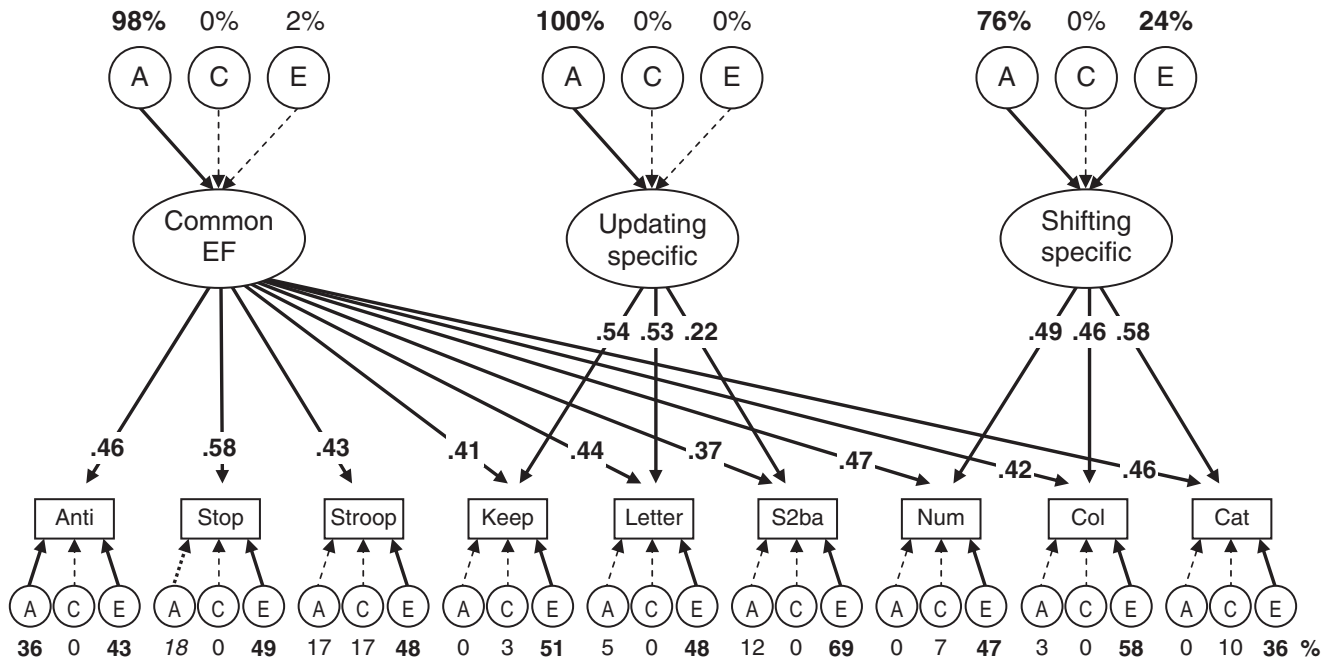 98% 0% 2% 100% 0% 0% 76% 0% 24%
A C E A C E A C E
Common
EF
Updating
specific
Shifting
specific
.54 .53 .22 .49 .46 .58
.46 .58 .43 .41 .44 .37 .47 .42 .46
Anti Stop Stroop Keep Letter S2ba Num Col Cat
A C E A C E A C E A C E A C E A C E A C E A C E A C E
36 0 43 18 0 49 17 17 48 0 3 51 5 0 48 12 0 69 0 7 47 3 0 58 0 10 36 %